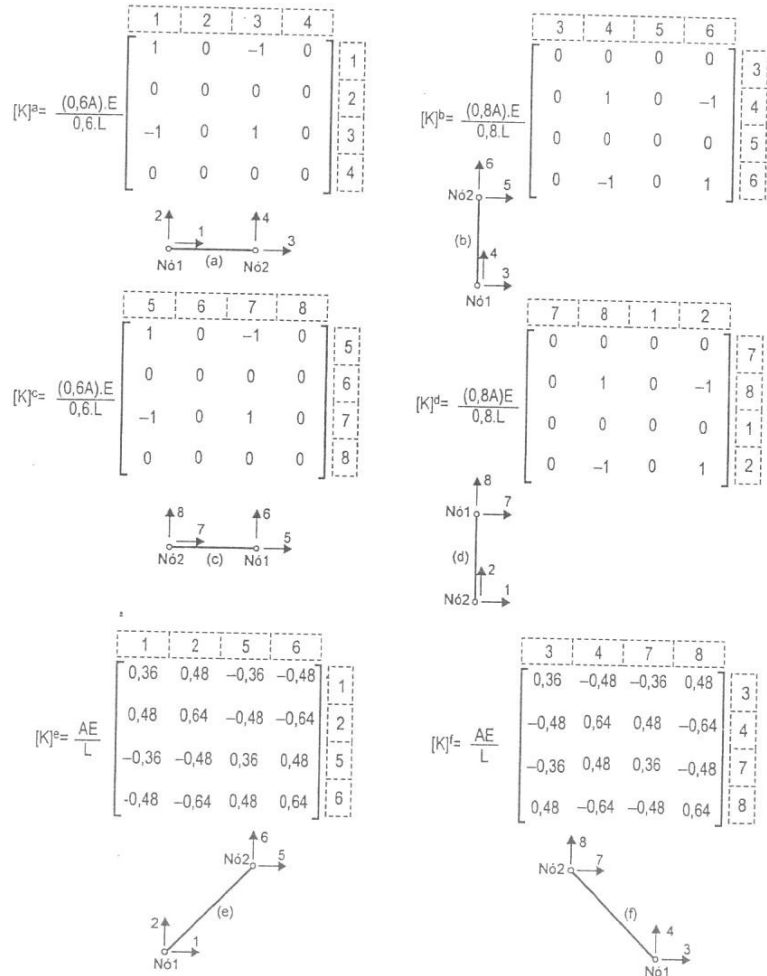 1 2 3 4
[K]ᵃ= (0,6A).E
0,6.L
1 0 –1 0 1
0 0 0 0 2
–1 0 1 0 3
0 0 0 0 4
2 1 4 3
Nó1 (a) Nó2
3 4 5 6
[K]ᵇ= (0,8A).E
0,8.L
0 0 0 0 3
0 1 0 –1 4
0 0 0 0 5
0 –1 0 1 6
6
Nó2 5
(b)
4
3
Nó1
5 6 7 8
[K]ᶜ= (0,6A).E
0,6.L
1 0 –1 0 5
0 0 0 0 6
–1 0 1 0 7
0 0 0 0 8
8 7 6 5
Nó2 (c) Nó1
7 8 1 2
[K]ᵈ= (0,8A)E
0,8.L
0 0 0 0 7
0 1 0 –1 8
0 0 0 0 1
0 –1 0 1 2
8
7
Nó1
(d)
2
Nó2 1
1 2 5 6
[K]ᵉ= AE
L
0,36 0,48 –0,36 –0,48 1
0,48 0,64 –0,48 –0,64 2
–0,36 –0,48 0,36 0,48 5
-0,48 –0,64 0,48 0,64 6
6
Nó2 5
(e)
2 1
Nó1
3 4 7 8
[K]ᶠ= AE
L
0,36 –0,48 –0,36 0,48 3
–0,48 0,64 0,48 –0,64 4
–0,36 0,48 0,36 –0,48 7
0,48 –0,64 –0,48 0,64 8
8
Nó2 7
(f)
4
3
Nó1